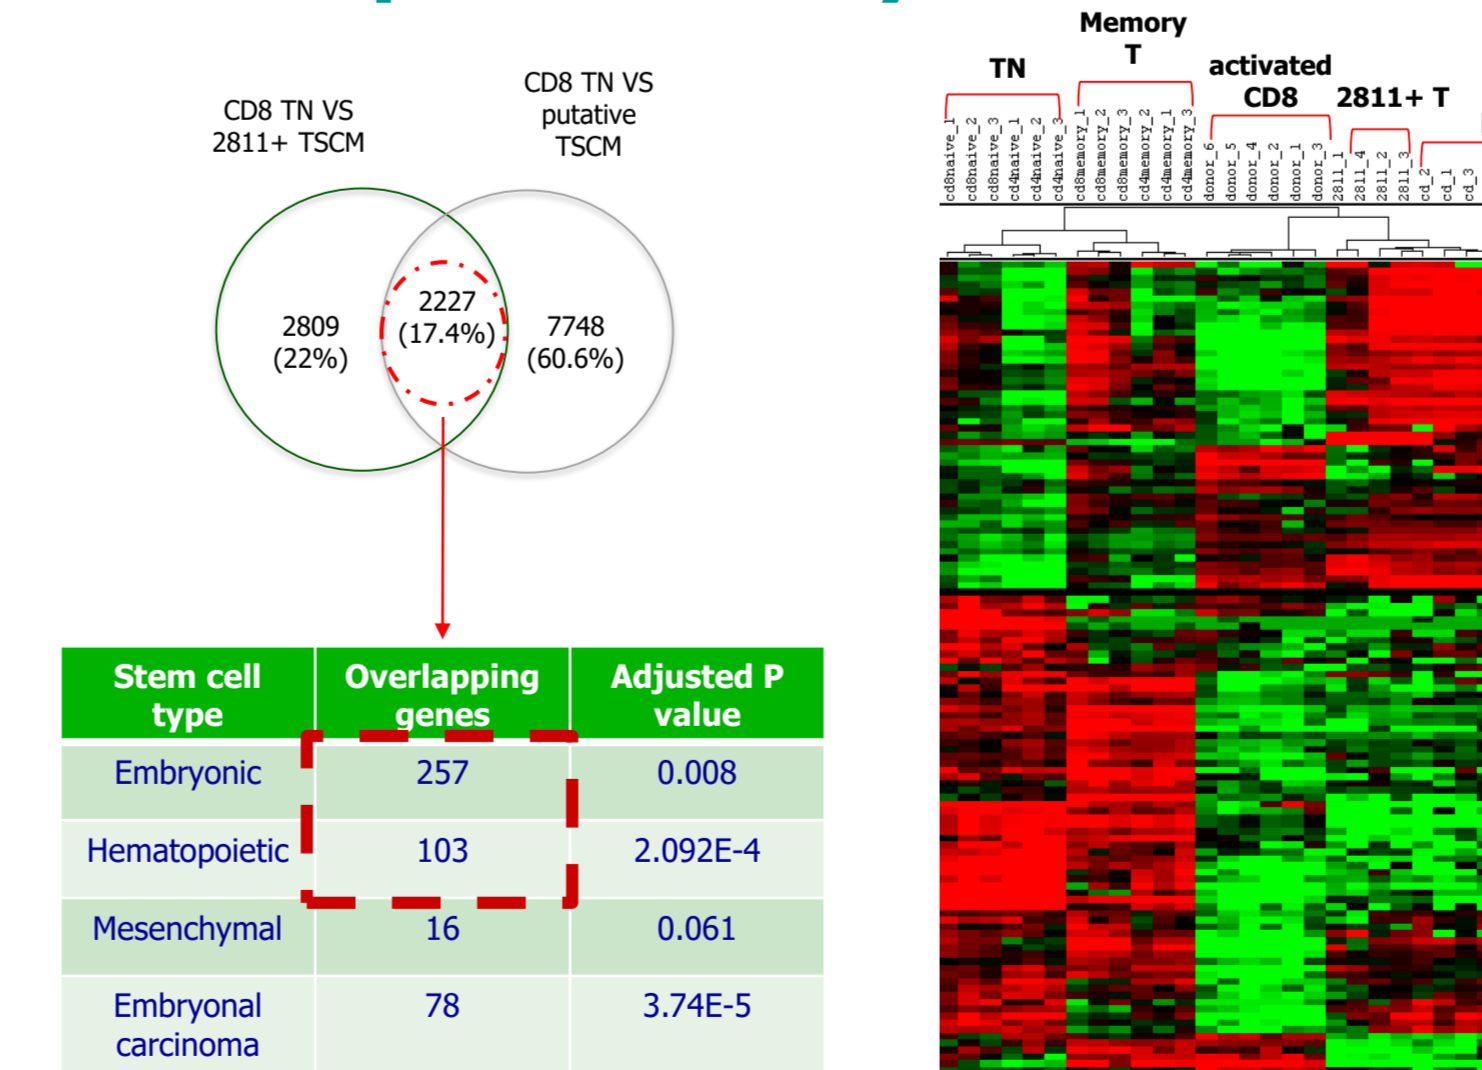 CD8 TN VS
2811+ TSCM
CD8 TN VS
putative
TSCM
2809
(22%)
2227
(17.4%)
7748
(60.6%)
Stem cell
type
Overlapping
genes
Adjusted P
value
Embryonic
257
0.008
Hematopoietic
103
2.092E-4
Mesenchymal
16
0.061
Embryonal
carcinoma
78
3.74E-5
TN
Memory
T
activated
CD8
2811+ T
cd8naive_1
cd8naive_2
cd8naive_3
cd4naive_1
cd4naive_2
cd4naive_3
cd8memory_1
cd8memory_2
cd8memory_3
cd4memory_2
cd4memory_1
cd4memory_3
donor_6
donor_5
donor_4
donor_2
donor_1
donor_3
2811_1
2811_4
2811_2
2811_3
cd_2
cd_1
cd_3